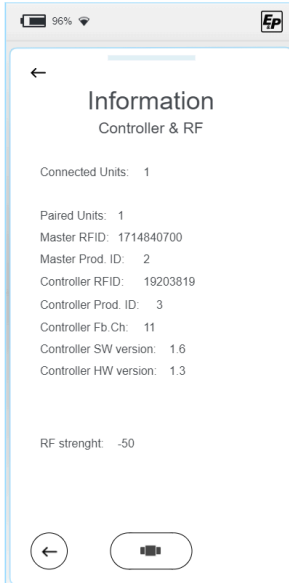 96%
E&P
Information
Controller & RF
Connected Units: 1
Paired Units: 1
Master RFID: 1714840700
Master Prod. ID: 2
Controller RFID: 19203819
Controller Prod. ID: 3
Controller Fb.Ch: 11
Controller SW version: 1.6
Controller HW version: 1.3
RF strenght: -50